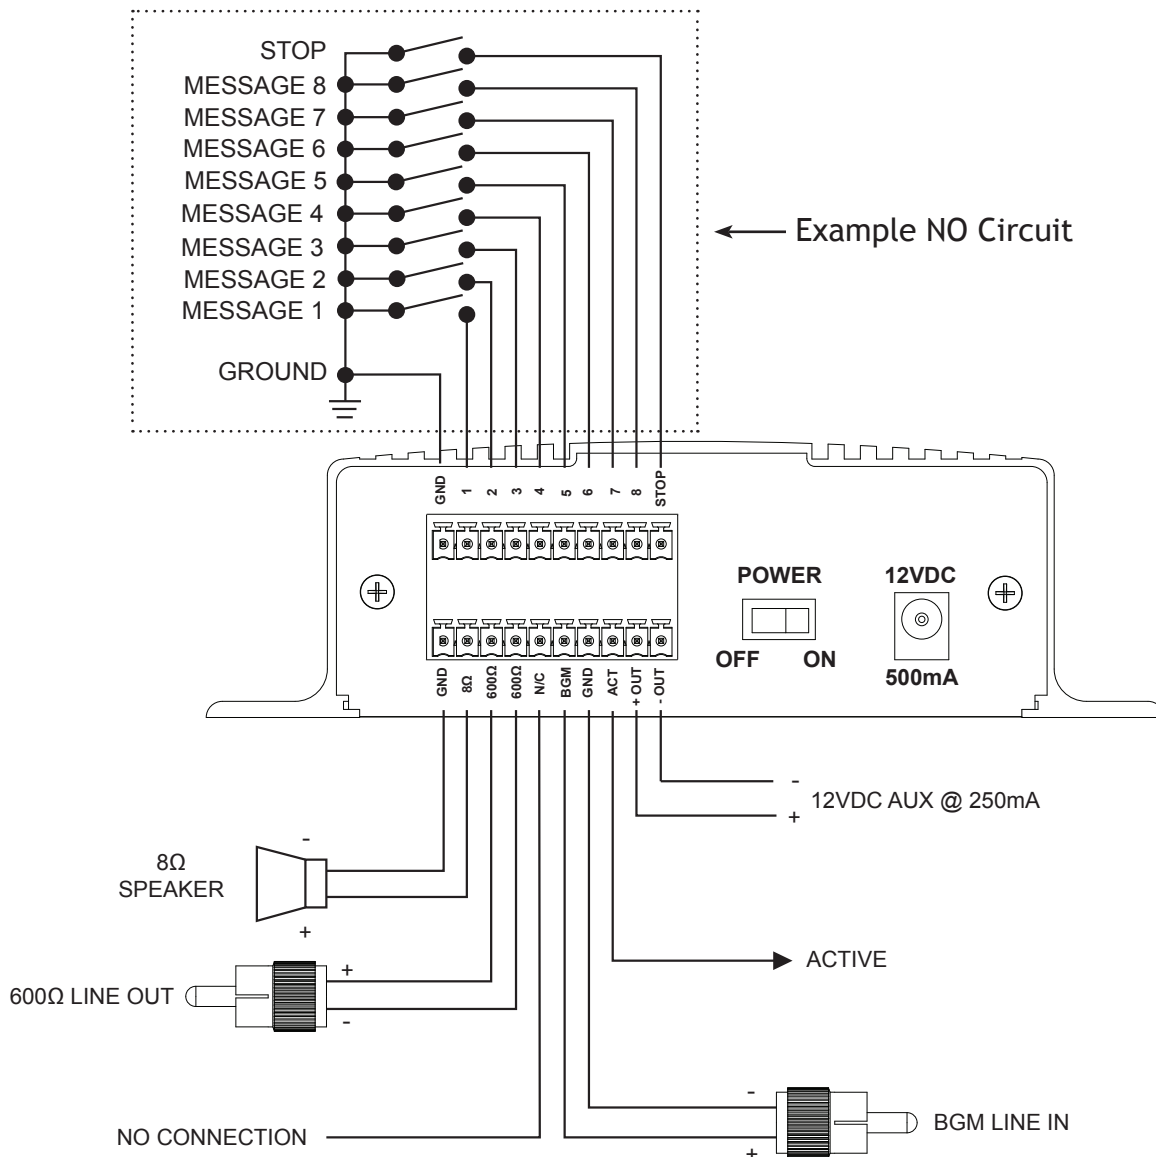 STOP
MESSAGE 8
MESSAGE 7
MESSAGE 6
MESSAGE 5
MESSAGE 4
MESSAGE 3
MESSAGE 2
MESSAGE 1
GROUND
Example NO Circuit
GND 1 2 3 4 5 6 7 8 STOP
POWER
OFF ON
12VDC
500mA
GND 8Ω 600Ω 600Ω N/C BGM GND ACT + OUT - OUT
-
12VDC AUX @ 250mA
+
-
8Ω
SPEAKER
+
ACTIVE
+
600Ω LINE OUT
-
-
BGM LINE IN
+
NO CONNECTION